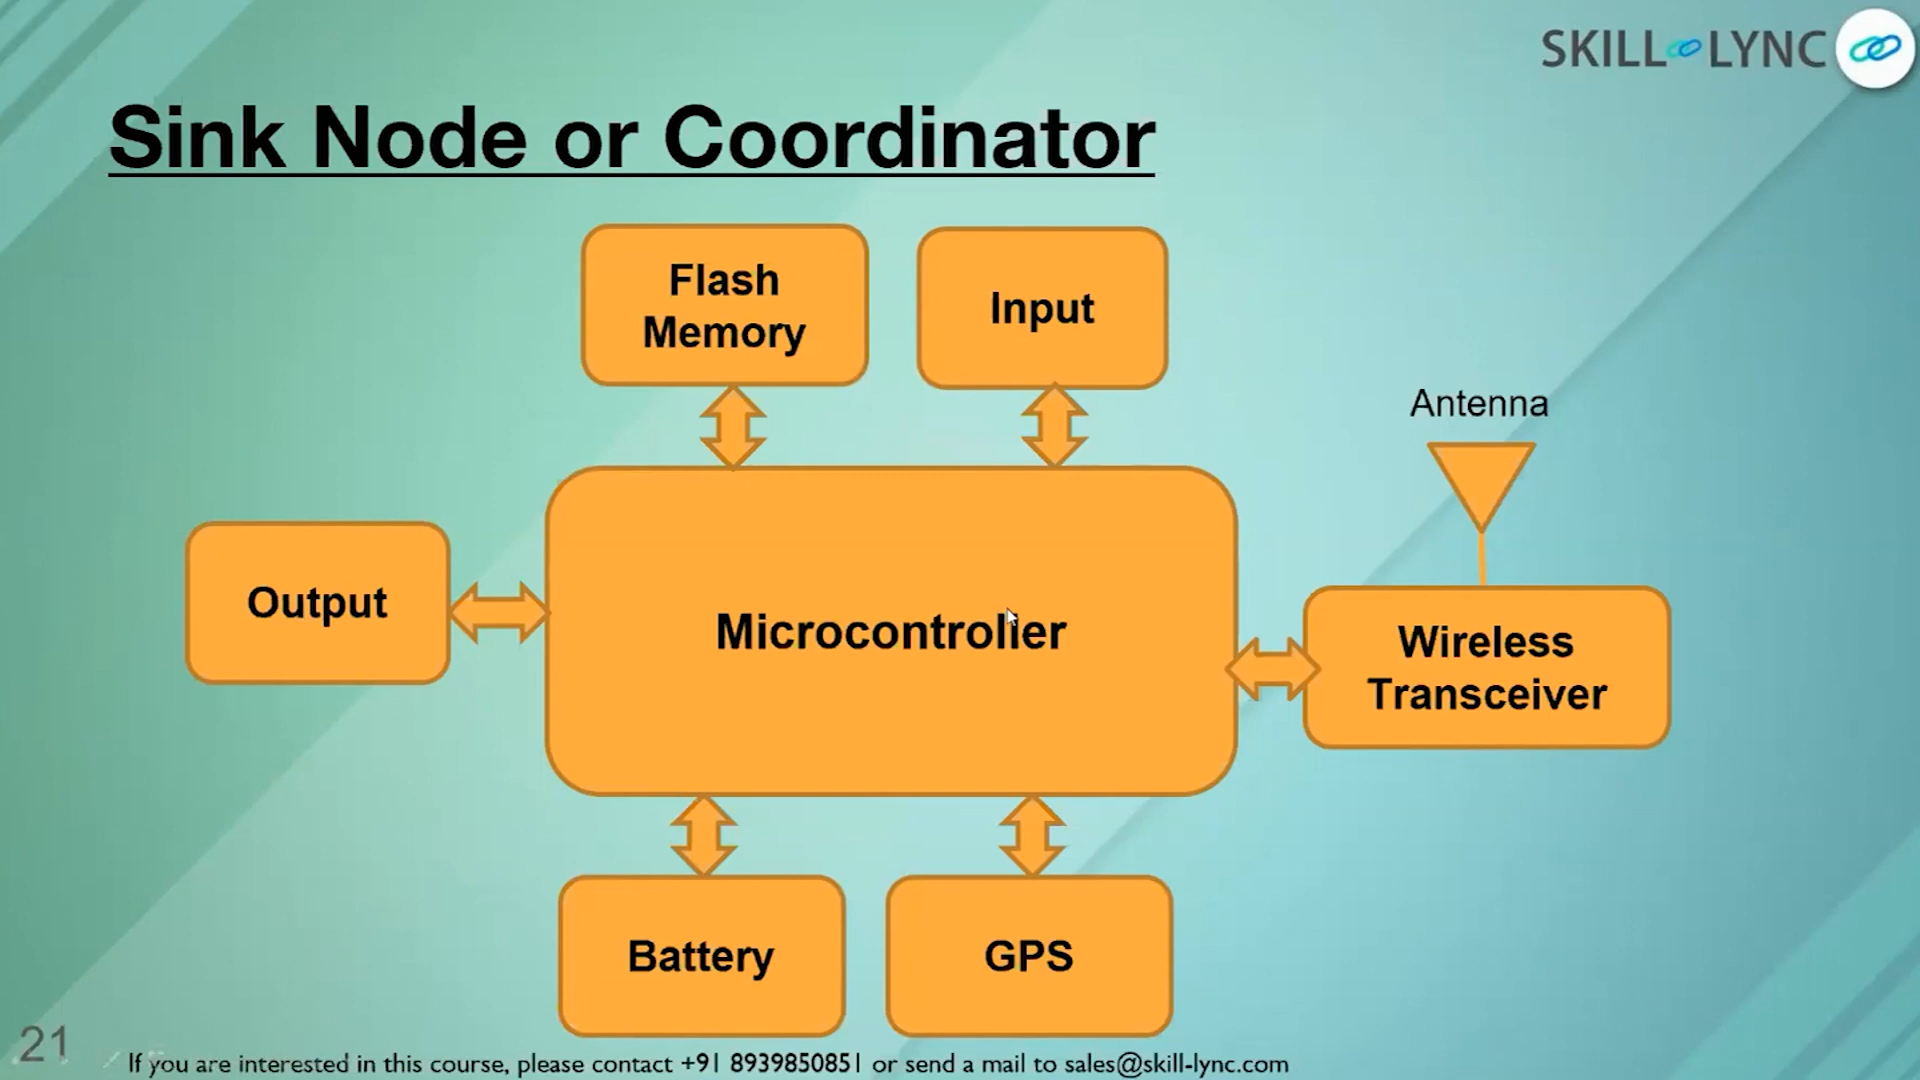 SKILL LYNC
Sink Node or Coordinator
Flash
Memory
Input
Antenna
Output
Microcontroller
Wireless
Transceiver
Battery
GPS
21
If you are interested in this course, please contact +91 8939850851 or send a mail to sales@skill-lync.com